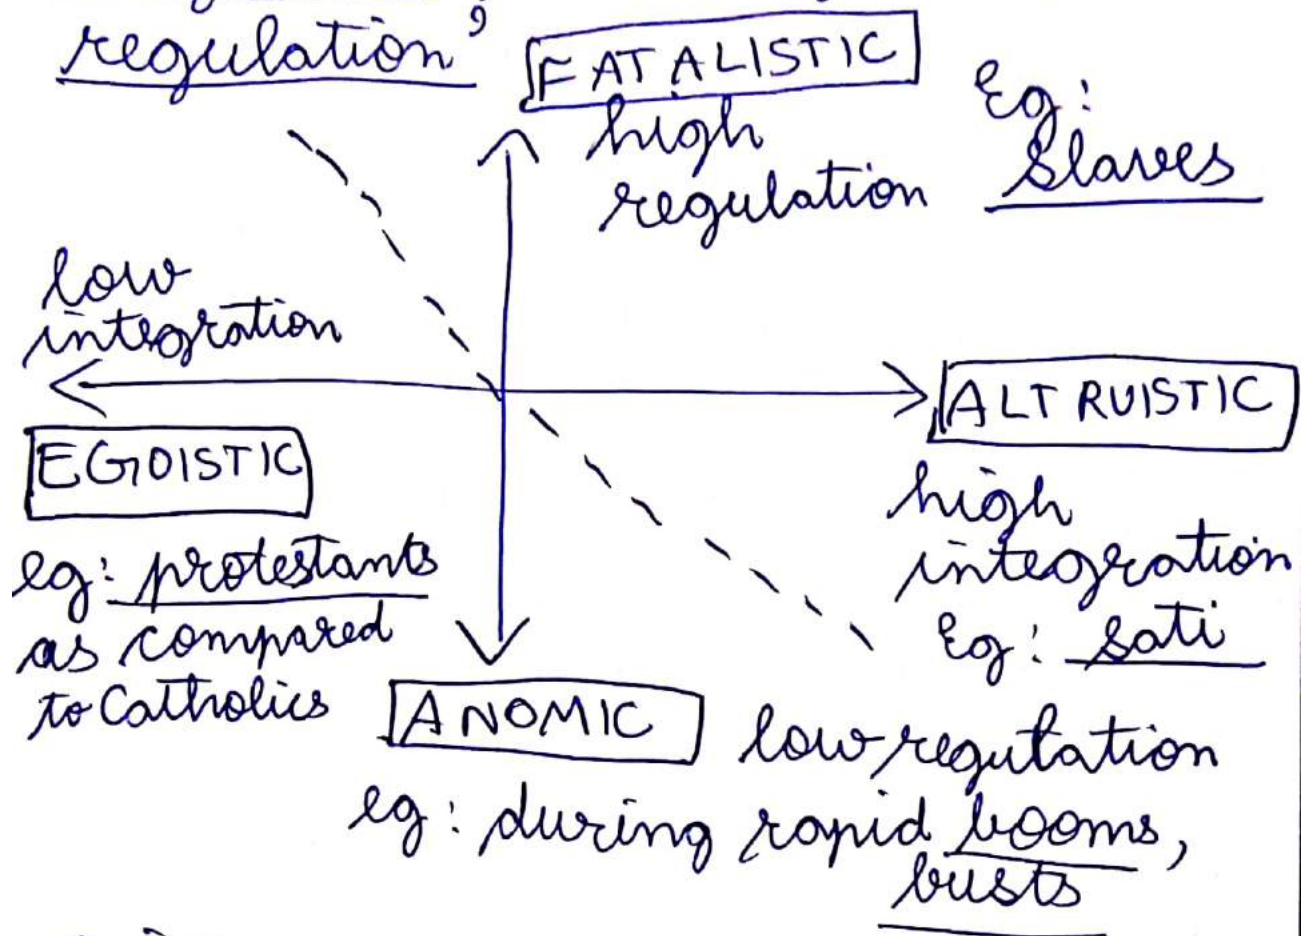 regulation,
FATALISTIC
high
regulation
Eg:
Slaves
low
integration
EGOISTIC
eg: protestants
as compared
to Catholics
ALTRUISTIC
high
integration
Eg: sati
ANOMIC
low regulation
eg: during rapid booms,
busts